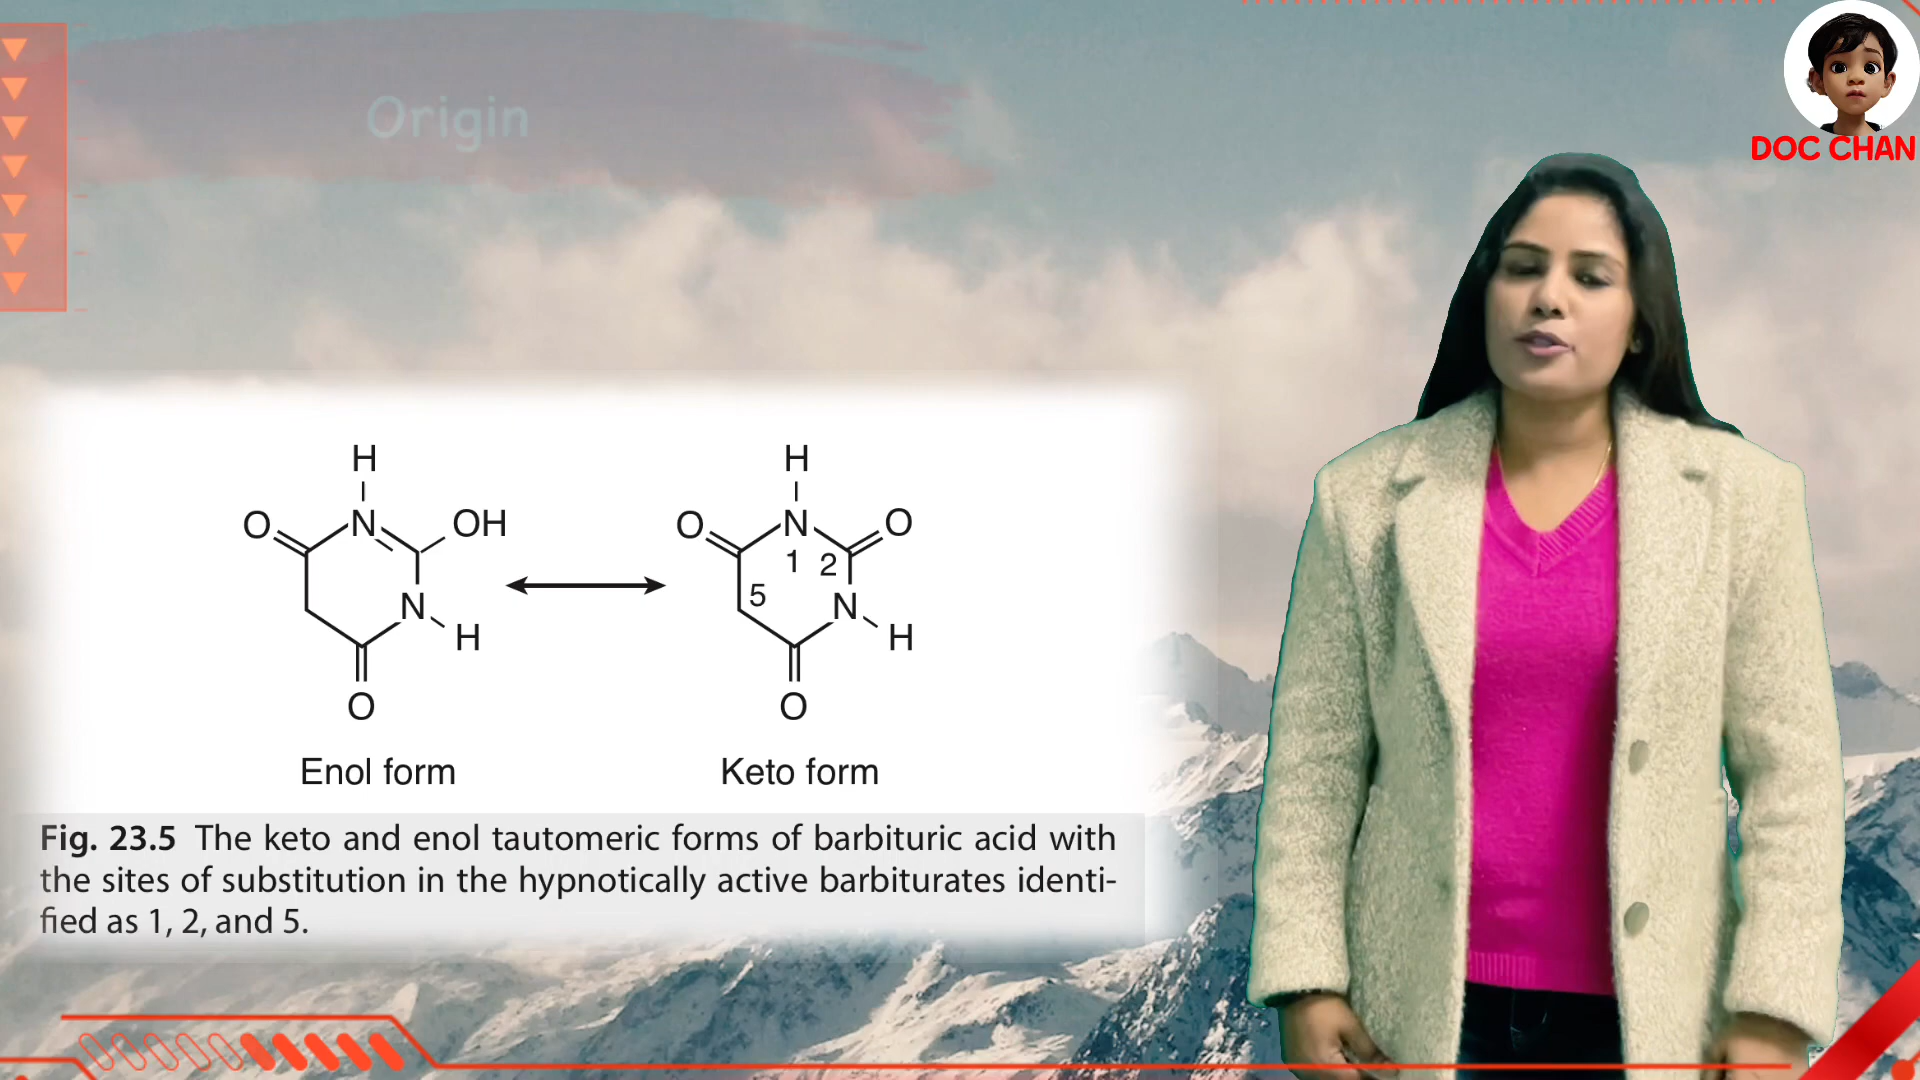 Origin
DOC CHAN
H
H
O
N
OH
O
N
O
1
2
5
N
N
H
H
O
O
Enol form
Keto form
Fig. 23.5 The keto and enol tautomeric forms of barbituric acid with
the sites of substitution in the hypnotically active barbiturates identi-
fied as 1, 2, and 5.